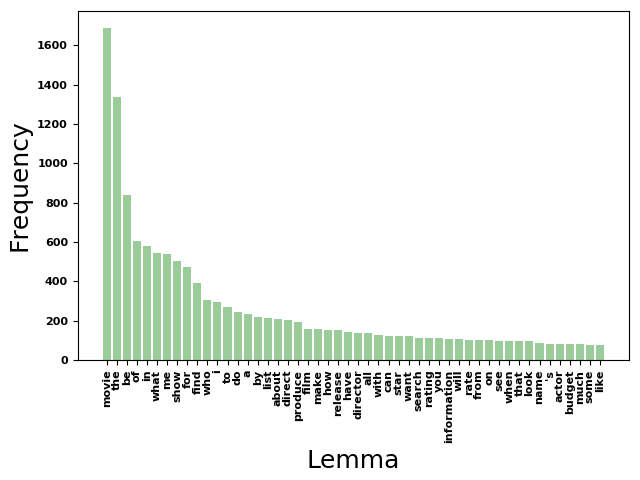 Frequency
1600
1400
1200
1000
800
600
400
200
0
movie
the
be
of
in
what
me
show
for
find
who
i
to
do
a
by
list
about
direct
produce
film
make
how
release
have
director
all
with
can
star
want
search
rating
you
information
will
rate
from
on
see
when
that
look
name
's
actor
budget
much
some
like
Lemma